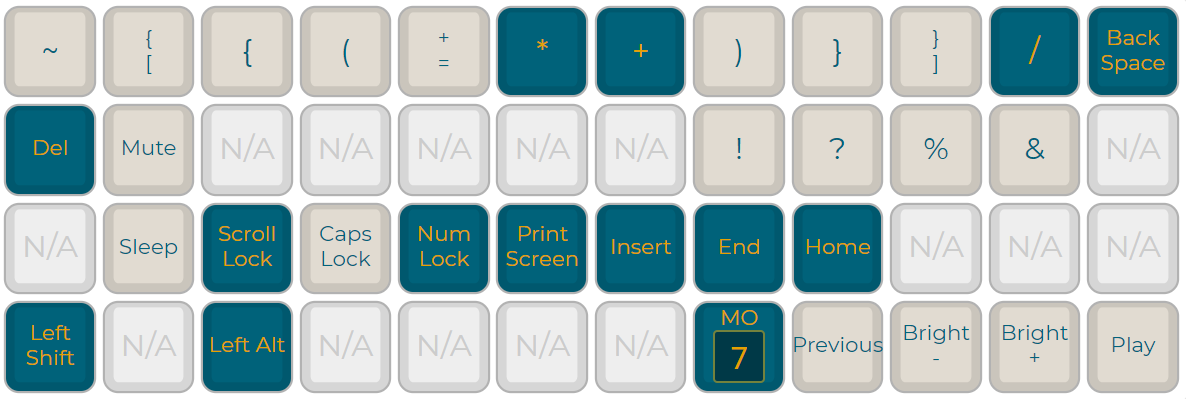 ~ { [ { ( + = * + ) } } ] / Back Space
Del Mute N/A N/A N/A N/A N/A ! ? % & N/A
N/A Sleep Scroll Lock Caps Lock Num Lock Print Screen Insert End Home N/A N/A N/A
Left Shift N/A Left Alt N/A N/A N/A N/A MO 7 Previous Bright - Bright + Play